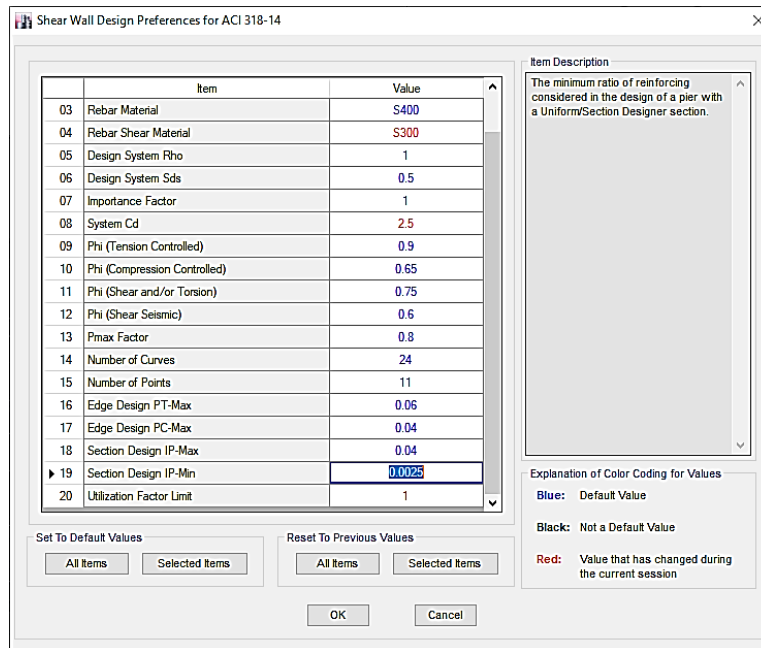 Shear Wall Design Preferences for ACI 318-14
Item Value
03 Rebar Material S400
04 Rebar Shear Material S300
05 Design System Rho 1
06 Design System Sds 0.5
07 Importance Factor 1
08 System Cd 2.5
09 Phi (Tension Controlled) 0.9
10 Phi (Compression Controlled) 0.65
11 Phi (Shear and/or Torsion) 0.75
12 Phi (Shear Seismic) 0.6
13 Pmax Factor 0.8
14 Number of Curves 24
15 Number of Points 11
16 Edge Design PT-Max 0.06
17 Edge Design PC-Max 0.04
18 Section Design IP-Max 0.04
19 Section Design IP-Min 0.0025
20 Utilization Factor Limit 1
Set To Default Values
All Items Selected Items
Reset To Previous Values
All Items Selected Items
OK Cancel
Item Description
The minimum ratio of reinforcing
considered in the design of a pier with
a Uniform/Section Designer section.
Explanation of Color Coding for Values
Blue: Default Value
Black: Not a Default Value
Red: Value that has changed during
the current session